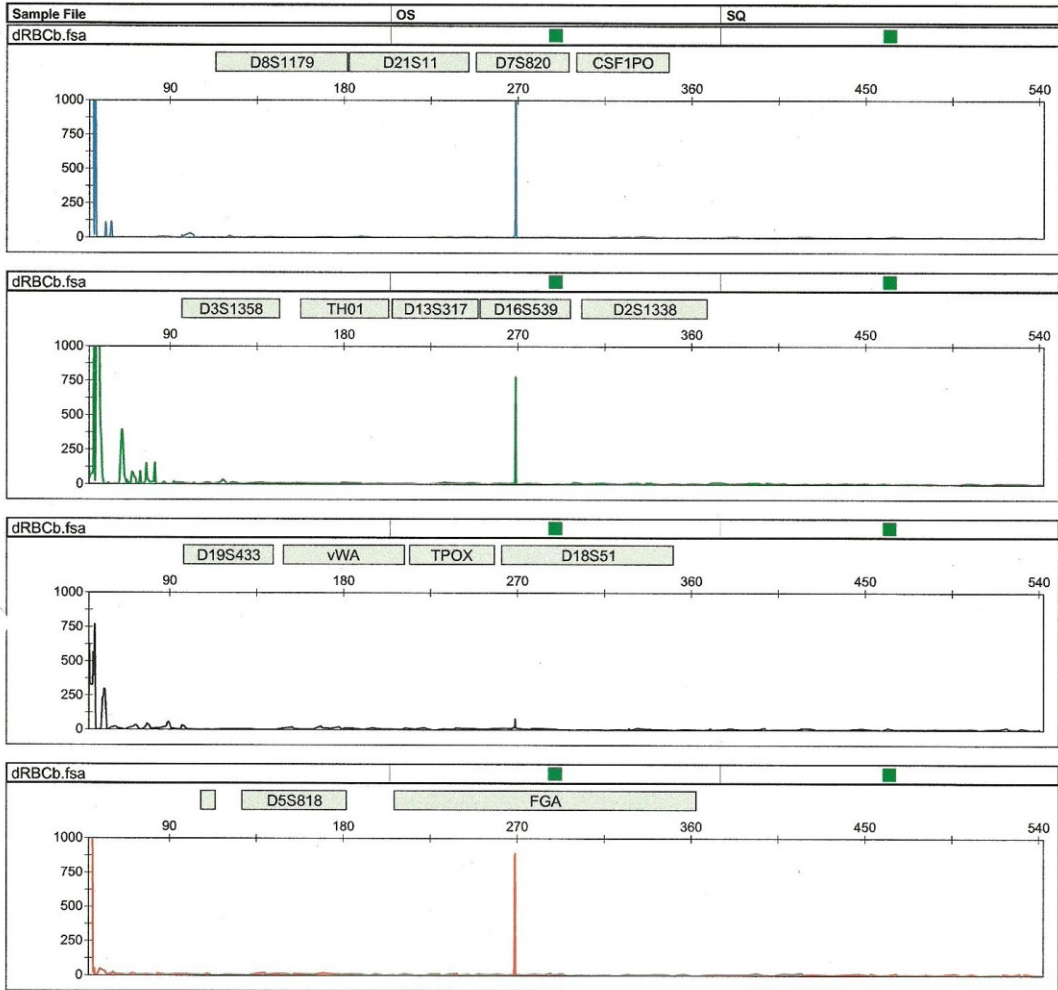 Sample File OS SQ
dRBCb.fsa
D8S1179 D21S11 D7S820 CSF1PO
90 180 270 360 450 540
1000
750
500
250
0
dRBCb.fsa
D3S1358 TH01 D13S317 D16S539 D2S1338
90 180 270 360 450 540
1000
750
500
250
0
dRBCb.fsa
D19S433 vWA TPOX D18S51
90 180 270 360 450 540
1000
750
500
250
0
dRBCb.fsa
D5S818 FGA
90 180 270 360 450 540
1000
750
500
250
0